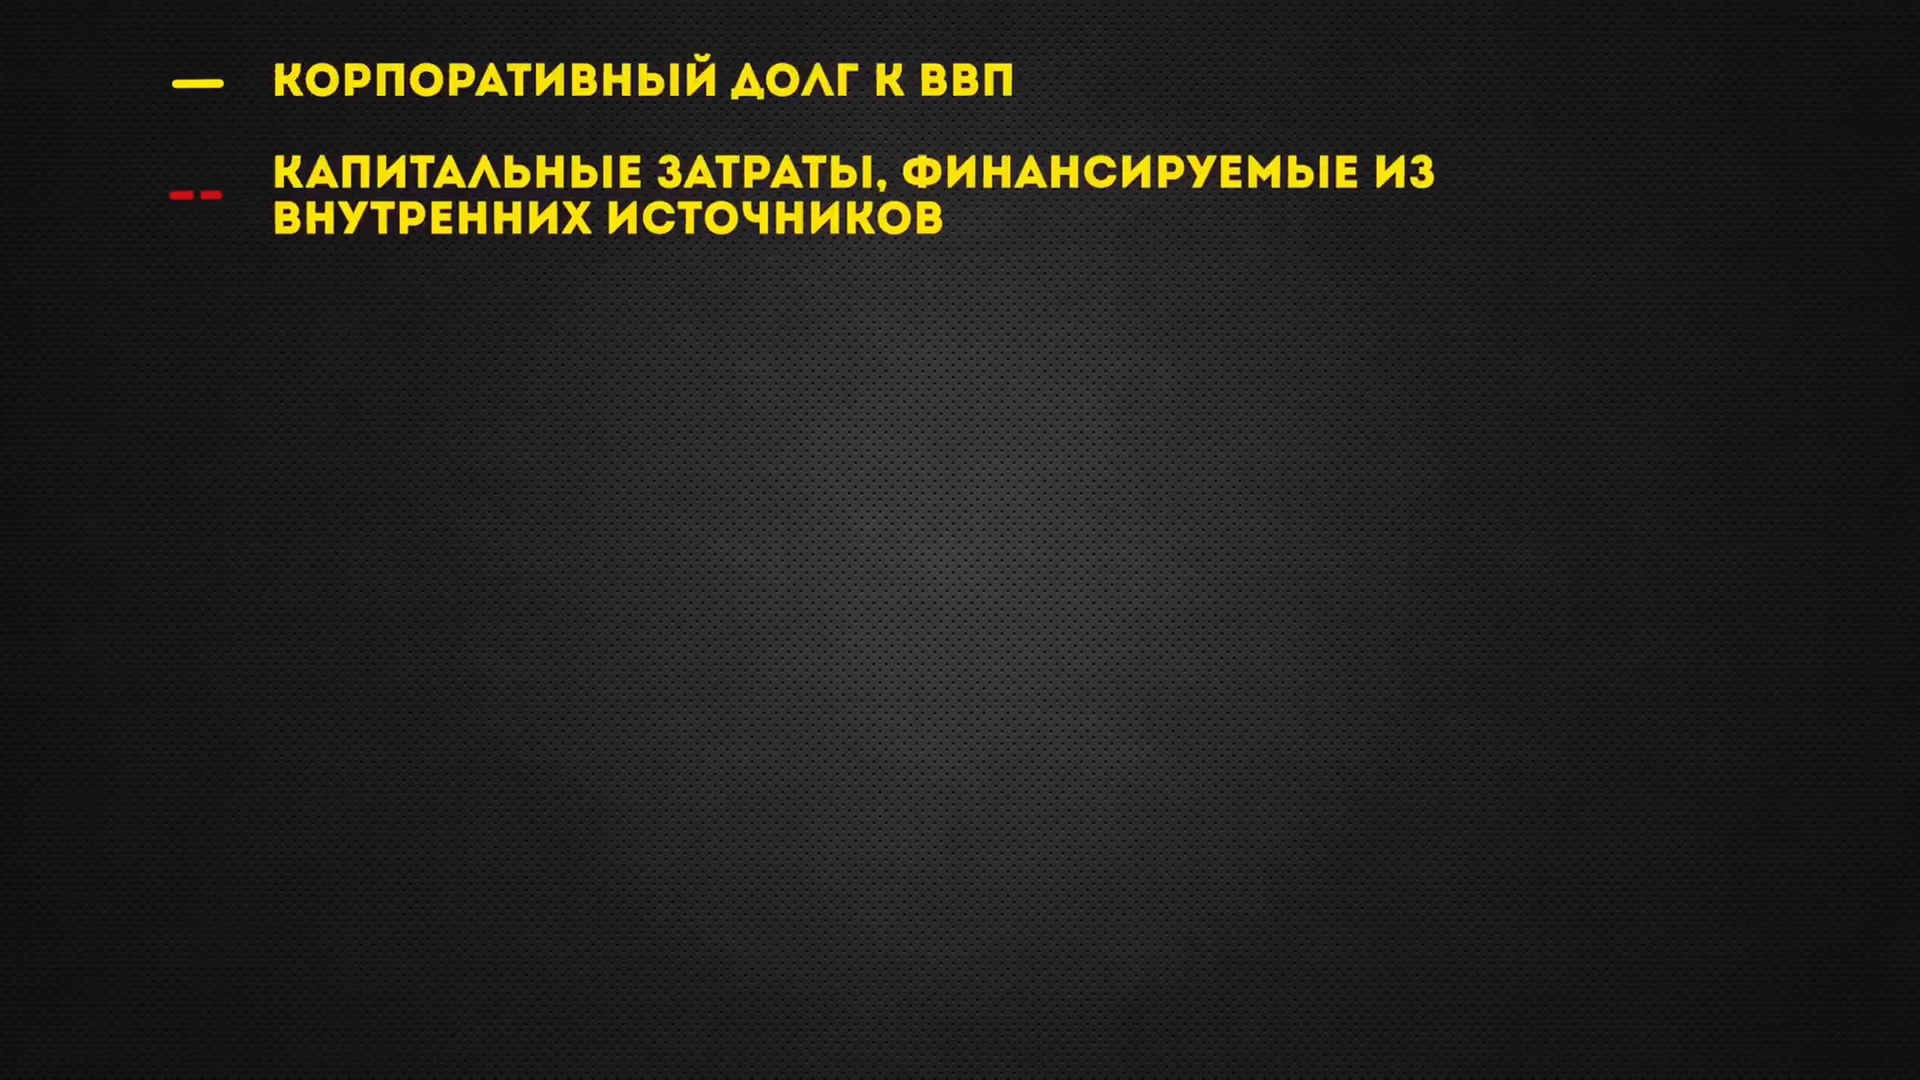 КОРПОРАТИВНЫЙ ДОЛГ К ВВП
КАПИТАЛЬНЫЕ ЗАТРАТЫ, ФИНАНСИРУЕМЫЕ ИЗ
ВНУТРЕННИХ ИСТОЧНИКОВ